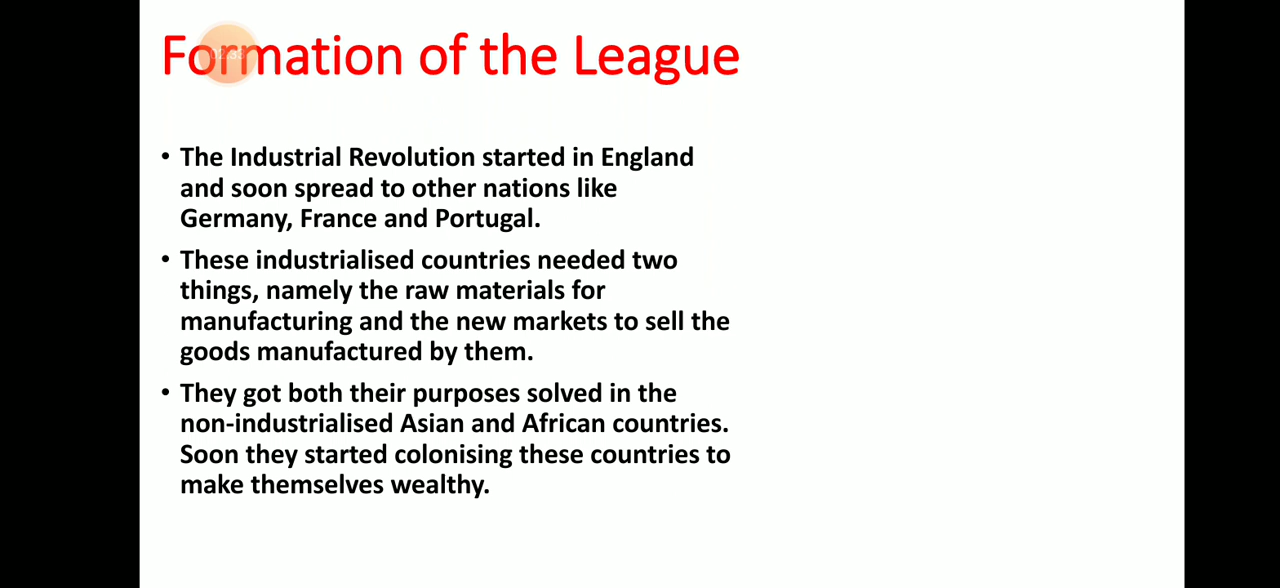 Formation of the League
• The Industrial Revolution started in England
and soon spread to other nations like
Germany, France and Portugal.
• These industrialised countries needed two
things, namely the raw materials for
manufacturing and the new markets to sell the
goods manufactured by them.
• They got both their purposes solved in the
non-industrialised Asian and African countries.
Soon they started colonising these countries to
make themselves wealthy.